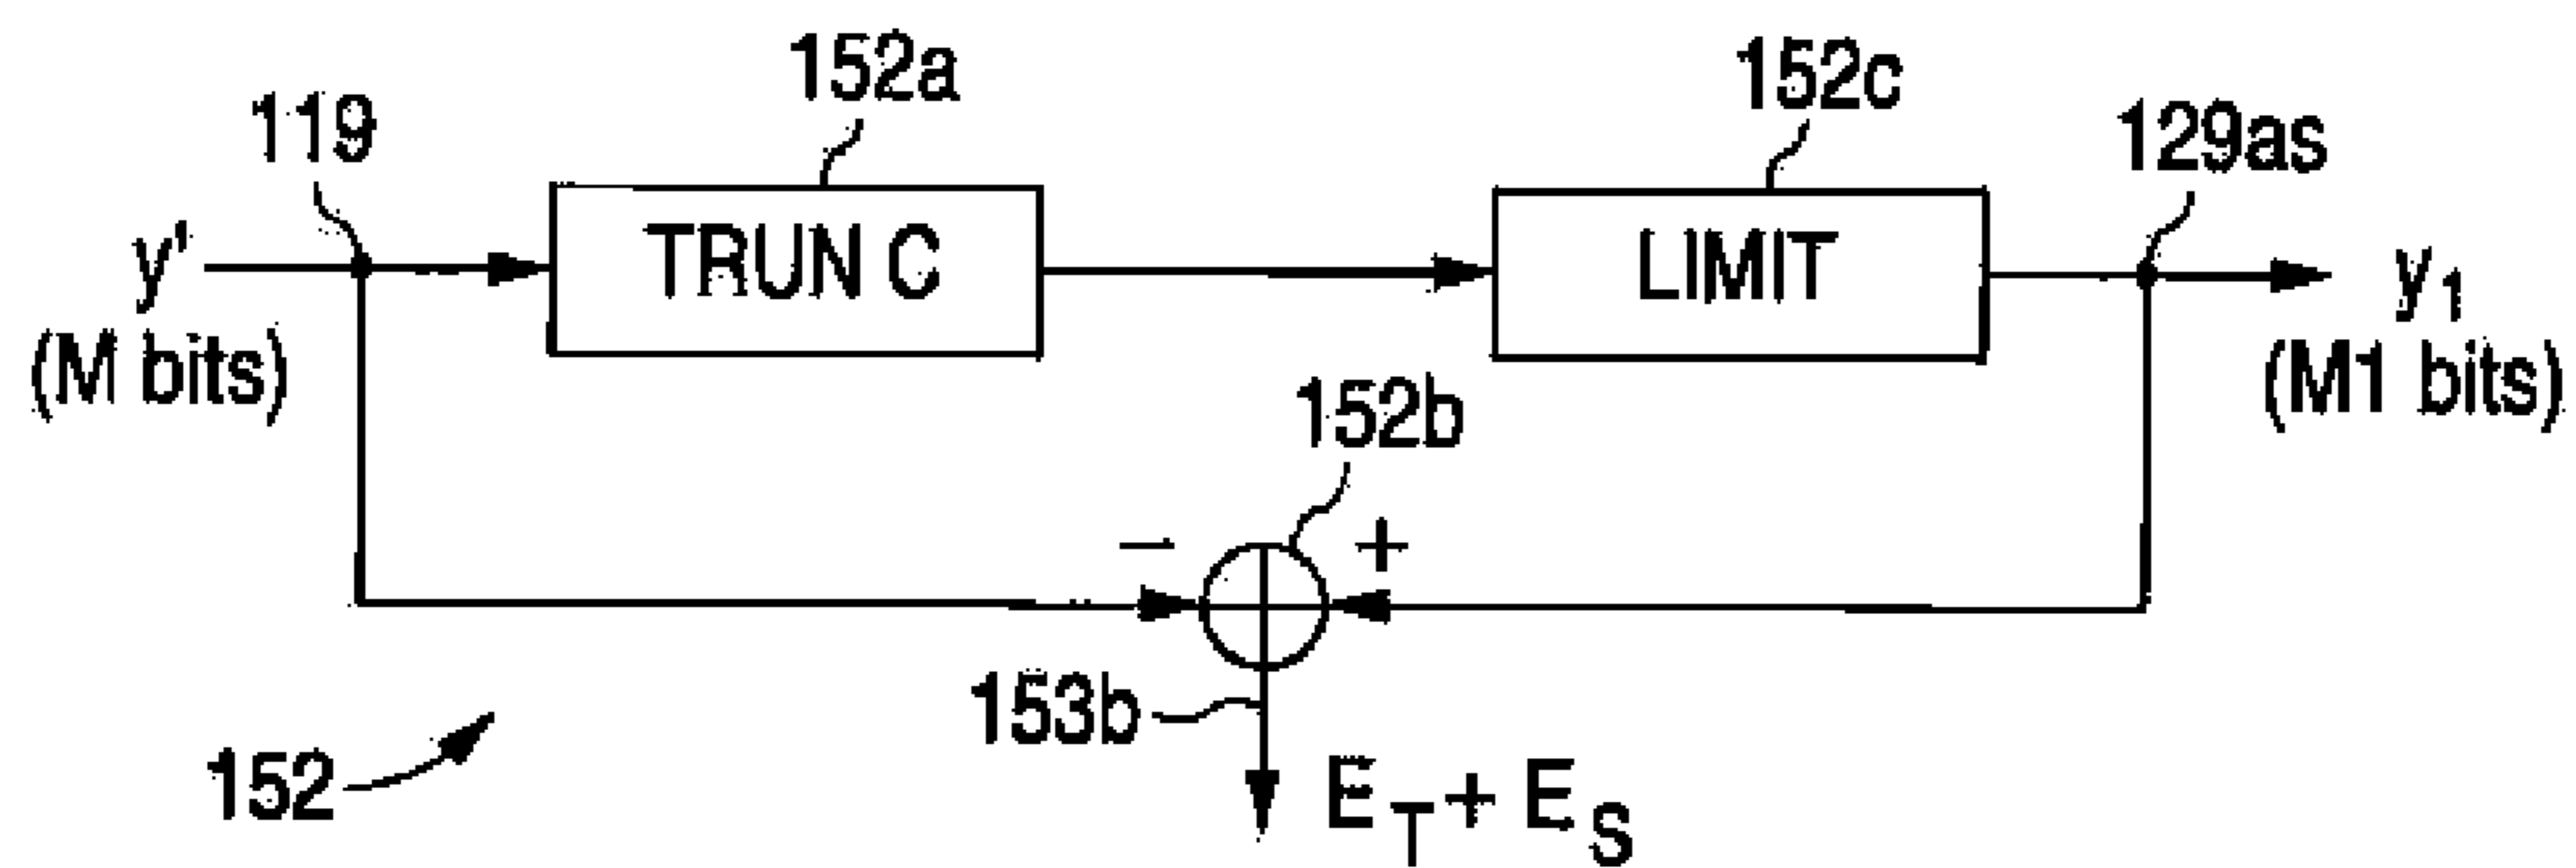 152a
152c
119
129as
y'
TRUN C
LIMIT
y1
(M bits)
(M1 bits)
152b
− +
153b
152
ET + ES